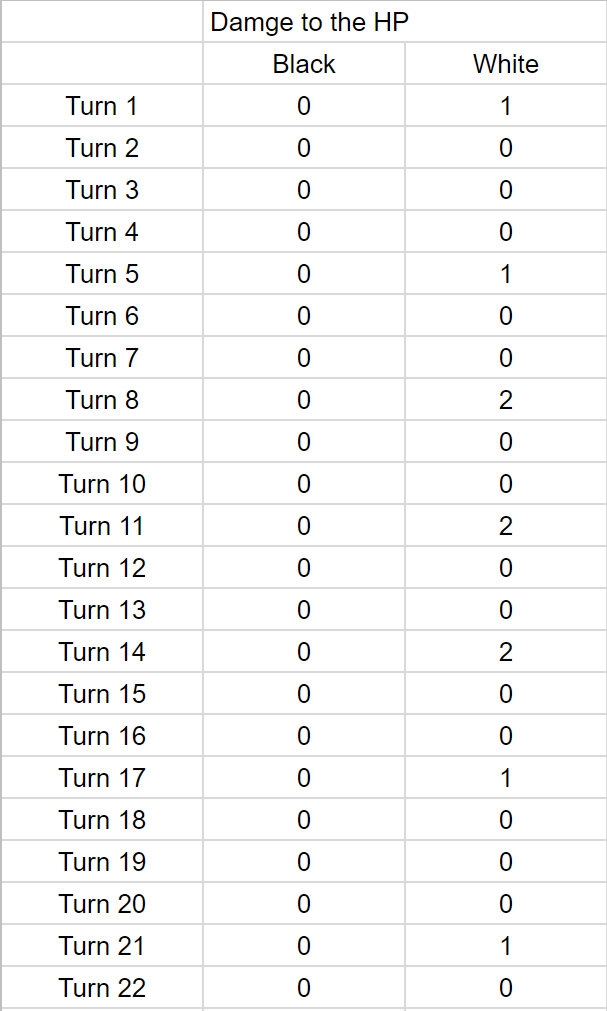 Damge to the HP
Black White
Turn 1 0 1
Turn 2 0 0
Turn 3 0 0
Turn 4 0 0
Turn 5 0 1
Turn 6 0 0
Turn 7 0 0
Turn 8 0 2
Turn 9 0 0
Turn 10 0 0
Turn 11 0 2
Turn 12 0 0
Turn 13 0 0
Turn 14 0 2
Turn 15 0 0
Turn 16 0 0
Turn 17 0 1
Turn 18 0 0
Turn 19 0 0
Turn 20 0 0
Turn 21 0 1
Turn 22 0 0